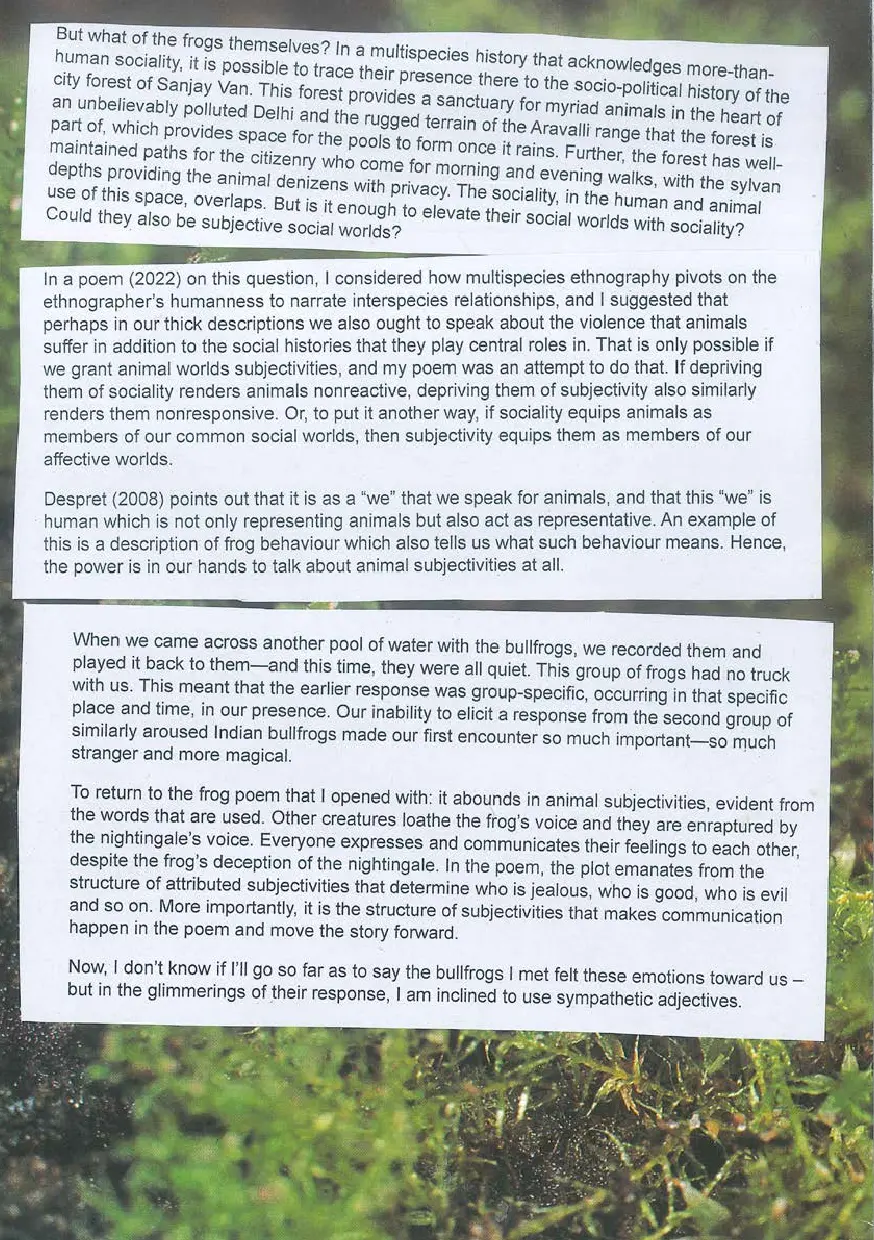 But what of the frogs themselves? In a multispecies history that acknowledges more-than-
human sociality, it is possible to trace their presence there to the socio-political history of the
city forest of Sanjay Van. This forest provides a sanctuary for myriad animals in the heart of
an unbelievably polluted Delhi and the rugged terrain of the Aravalli range that the forest is
part of, which provides space for the pools to form once it rains. Further, the forest has well-
maintained paths for the citizenry who come for morning and evening walks, with the sylvan
depths providing the animal denizens with privacy. The sociality, in the human and animal
use of this space, overlaps. But is it enough to elevate their social worlds with sociality?
Could they also be subjective social worlds?
In a poem (2022) on this question, I considered how multispecies ethnography pivots on the
ethnographer's humanness to narrate interspecies relationships, and I suggested that
perhaps in our thick descriptions we also ought to speak about the violence that animals
suffer in addition to the social histories that they play central roles in. That is only possible if
we grant animal worlds subjectivities, and my poem was an attempt to do that. If depriving
them of sociality renders animals nonreactive, depriving them of subjectivity also similarly
renders them nonresponsive. Or, to put it another way, if sociality equips animals as
members of our common social worlds, then subjectivity equips them as members of our
affective worlds.
Despret (2008) points out that it is as a “we” that we speak for animals, and that this “we” is
human which is not only representing animals but also act as representative. An example of
this is a description of frog behaviour which also tells us what such behaviour means. Hence,
the power is in our hands to talk about animal subjectivities at all.
When we came across another pool of water with the bullfrogs, we recorded them and
played it back to them—and this time, they were all quiet. This group of frogs had no truck
with us. This meant that the earlier response was group-specific, occurring in that specific
place and time, in our presence. Our inability to elicit a response from the second group of
similarly aroused Indian bullfrogs made our first encounter so much important—so much
stranger and more magical.
To return to the frog poem that I opened with: it abounds in animal subjectivities, evident from
the words that are used. Other creatures loathe the frog's voice and they are enraptured by
the nightingale's voice. Everyone expresses and communicates their feelings to each other,
despite the frog's deception of the nightingale. In the poem, the plot emanates from the
structure of attributed subjectivities that determine who is jealous, who is good, who is evil
and so on. More importantly, it is the structure of subjectivities that makes communication
happen in the poem and move the story forward.
Now, I don't know if I'll go so far as to say the bullfrogs I met felt these emotions toward us –
but in the glimmerings of their response, I am inclined to use sympathetic adjectives.